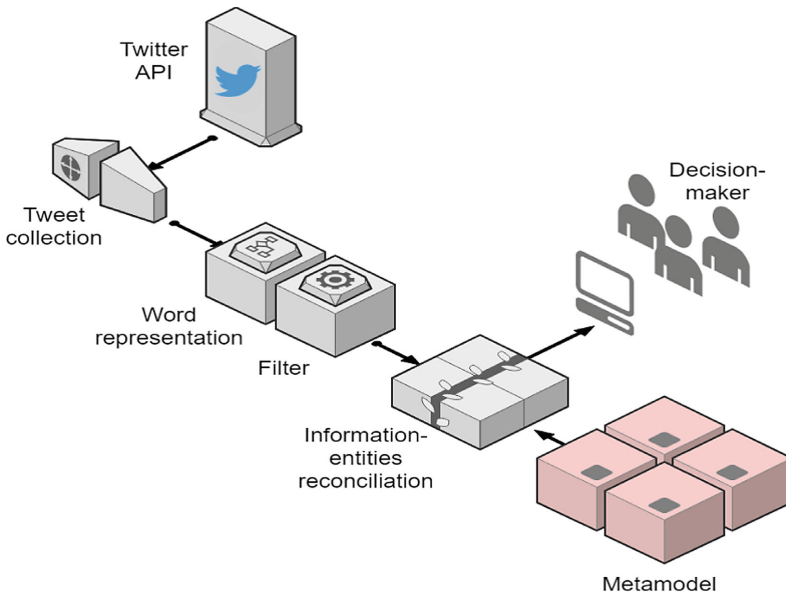 Twitter
API
Tweet
collection
Word
representation
Filter
Information-
entities
reconciliation
Decision-
maker
Metamodel